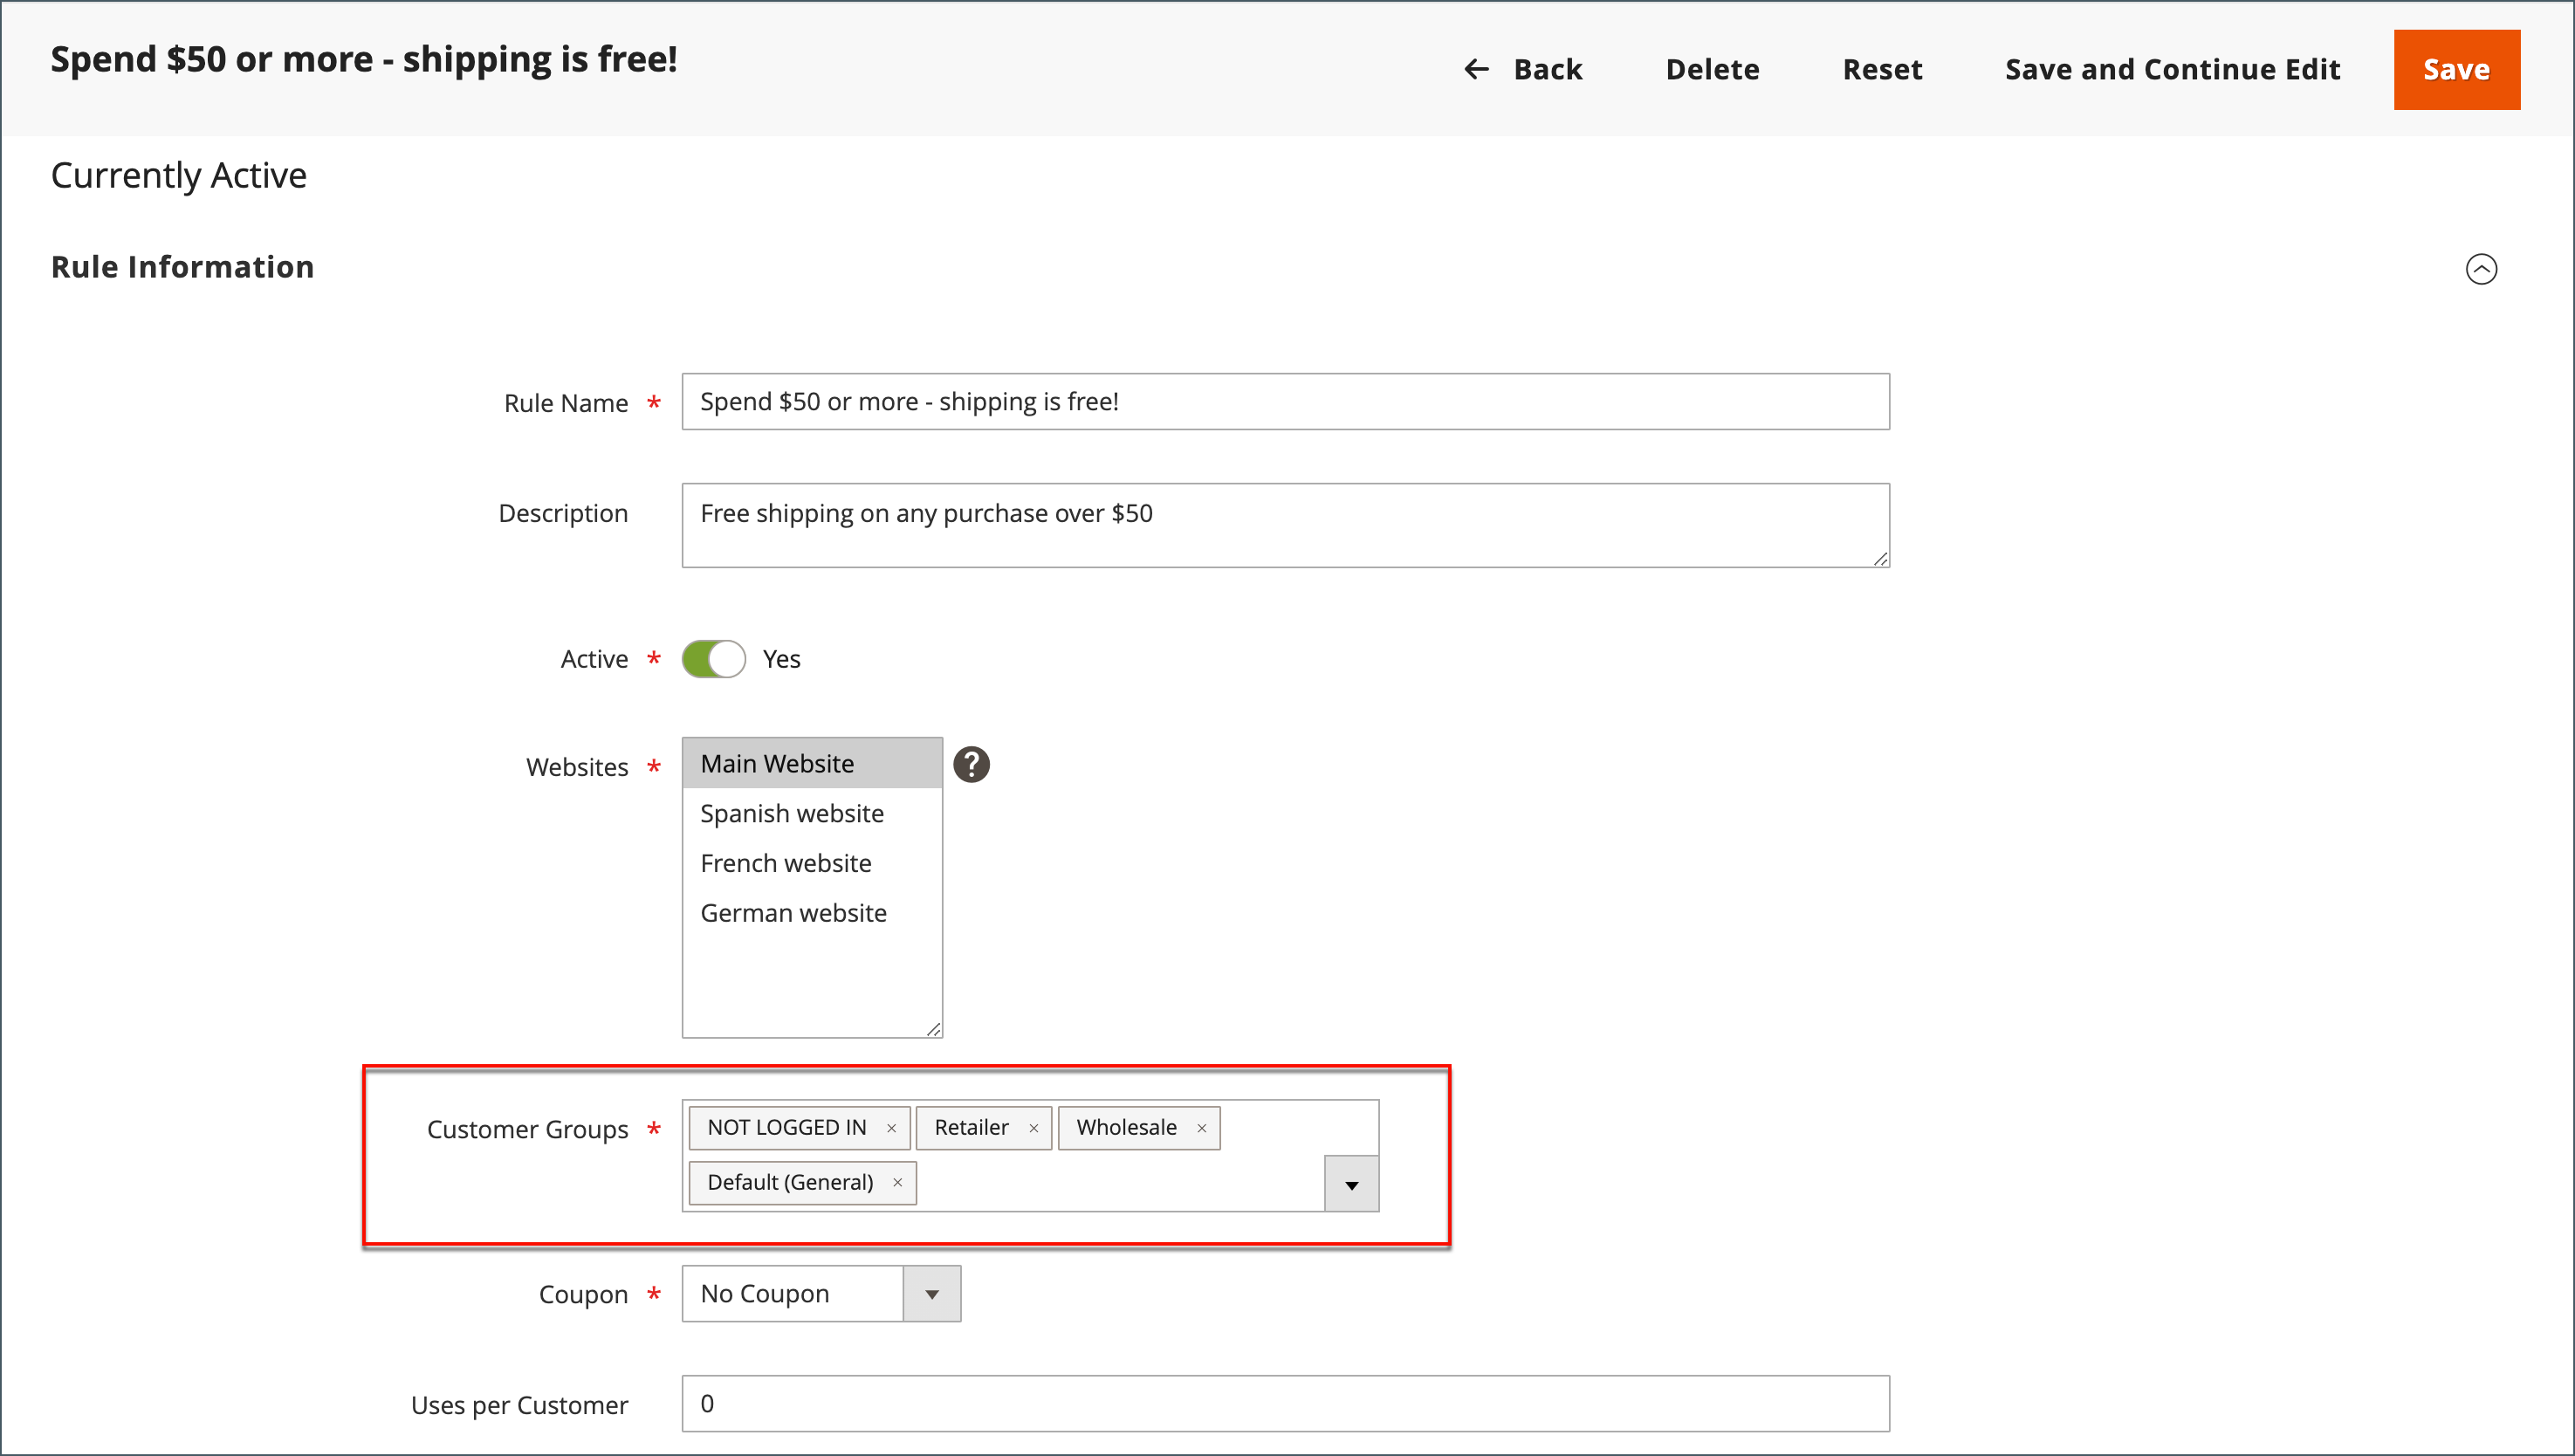 Spend $50 or more - shipping is free!
← Back Delete Reset Save and Continue Edit Save
Currently Active
Rule Information
Rule Name * Spend $50 or more - shipping is free!
Description Free shipping on any purchase over $50
Active * Yes
Websites * Main Website ?
Spanish website
French website
German website
Customer Groups * NOT LOGGED IN × Retailer × Wholesale ×
Default (General) ×
Coupon * No Coupon
Uses per Customer 0